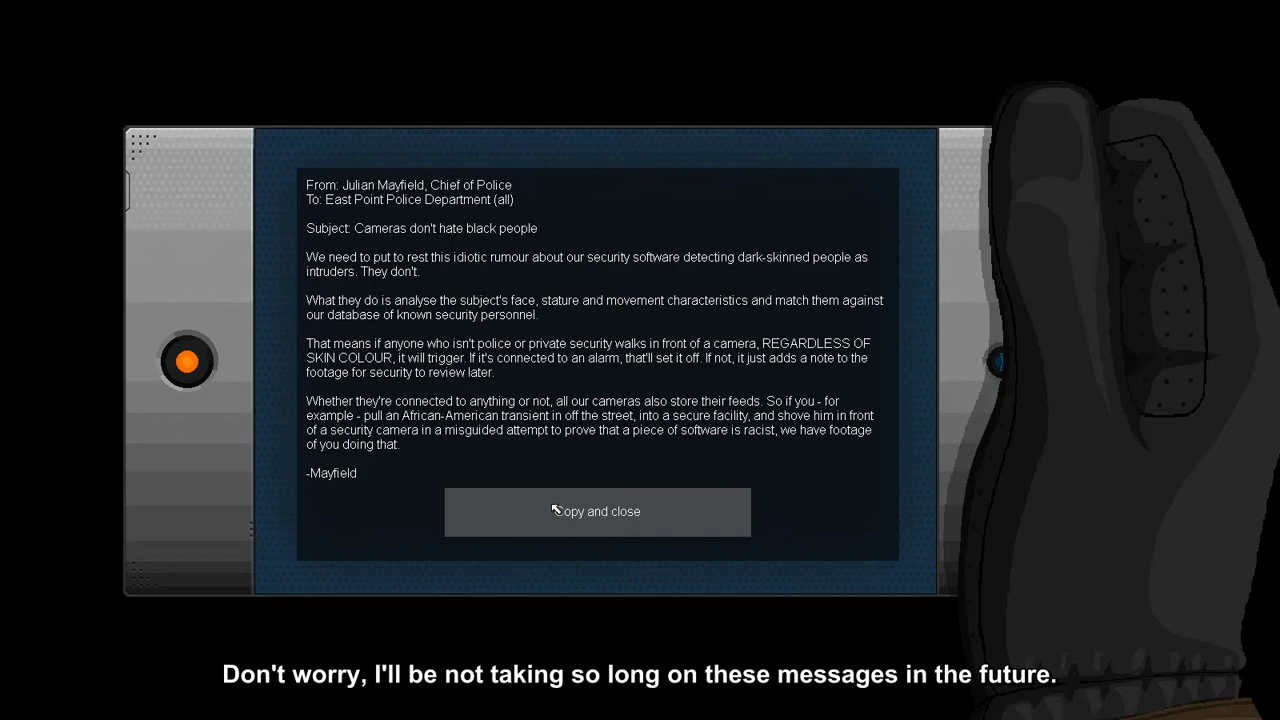 From: Julian Mayfield, Chief of Police
To: East Point Police Department (all)
Subject: Cameras don't hate black people
We need to put to rest this idiotic rumour about our security software detecting dark-skinned people as
intruders. They don't.
What they do is analyse the subject's face, stature and movement characteristics and match them against
our database of known security personnel.
That means if anyone who isn't police or private security walks in front of a camera, REGARDLESS OF
SKIN COLOUR, it will trigger. If it's connected to an alarm, that'll set it off. If not, it just adds a note to the
footage for security to review later.
Whether they're connected to anything or not, all our cameras also store their feeds. So if you - for
example - pull an African-American transient in off the street, into a secure facility, and shove him in front
of a security camera in a misguided attempt to prove that a piece of software is racist, we have footage
of you doing that.
-Mayfield
Copy and close
Don't worry, I'll be not taking so long on these messages in the future.